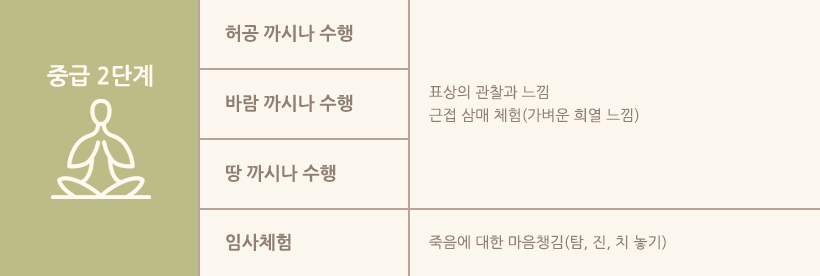 중급 2단계
허공 까시나 수행
바람 까시나 수행
땅 까시나 수행
표상의 관찰과 느낌
근접 삼매 체험(가벼운 희열 느낌)
임사체험
죽음에 대한 마음챙김(탐, 진, 치 놓기)